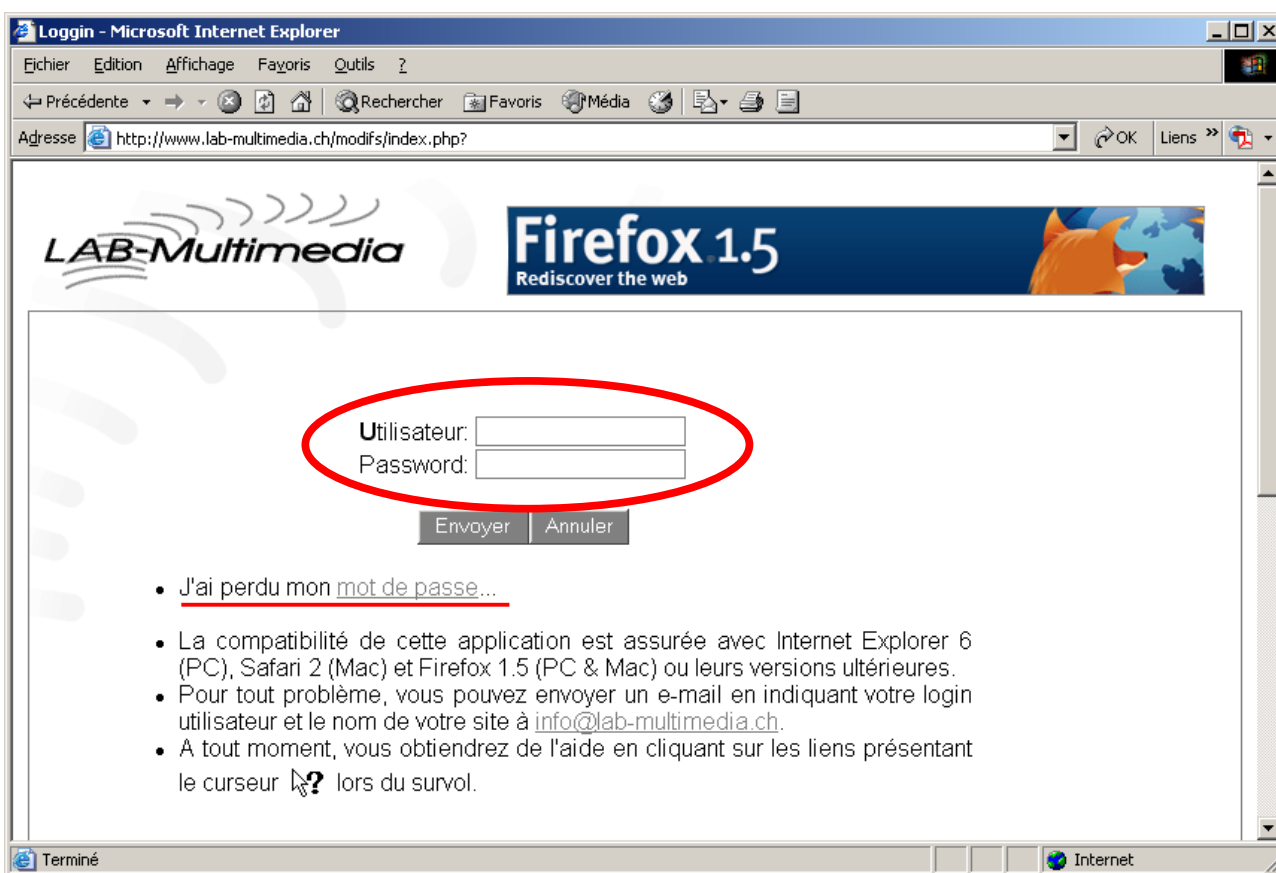 Loggin - Microsoft Internet Explorer
Fichier Edition Affichage Favoris Outils ?
Précédente Rechercher Favoris Média
Adresse http://www.lab-multimedia.ch/modifs/index.php? OK Liens »
LAB-Multimedia
Firefox 1.5
Rediscover the web
Utilisateur:
Password:
Envoyer Annuler
• J'ai perdu mon mot de passe...
• La compatibilité de cette application est assurée avec Internet Explorer 6
(PC), Safari 2 (Mac) et Firefox 1.5 (PC & Mac) ou leurs versions ultérieures.
• Pour tout problème, vous pouvez envoyer un e-mail en indiquant votre login
utilisateur et le nom de votre site à info@lab-multimedia.ch.
• A tout moment, vous obtiendrez de l'aide en cliquant sur les liens présentant
le curseur ? lors du survol.
Terminé Internet